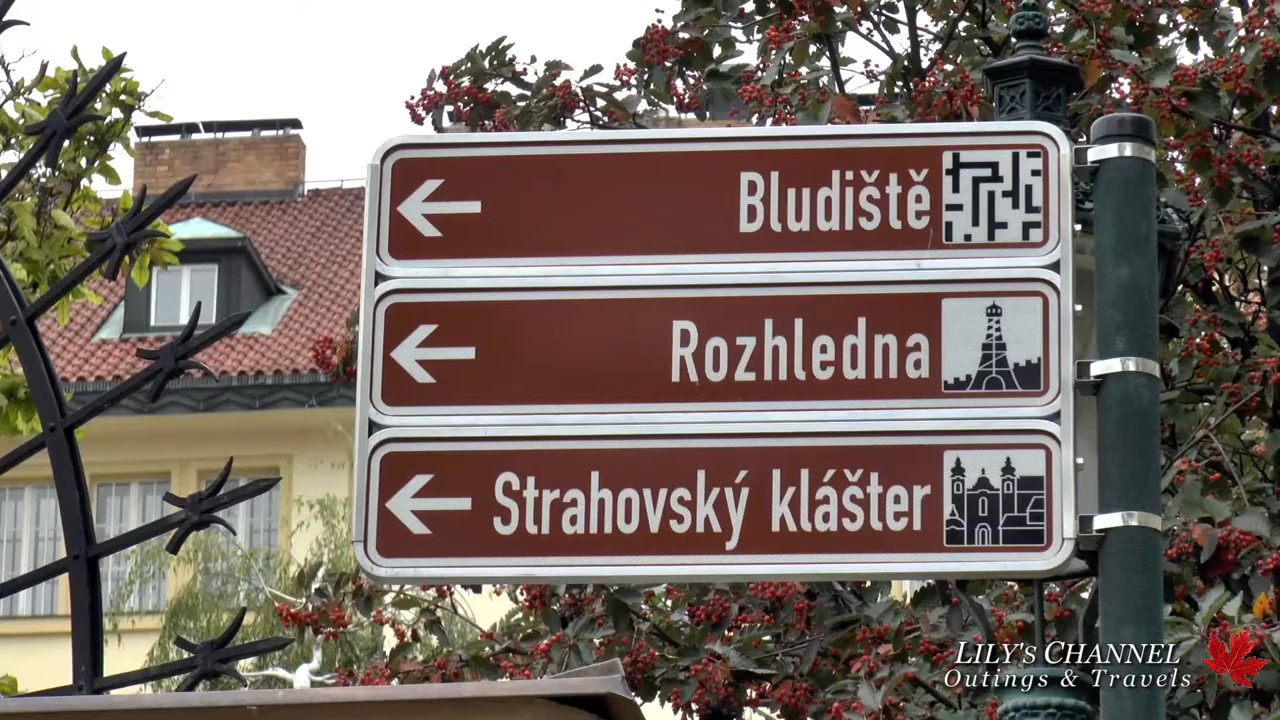 Bludiště
Rozhledna
Strahovský klášter
LILY'S CHANNEL
Outings & Travels